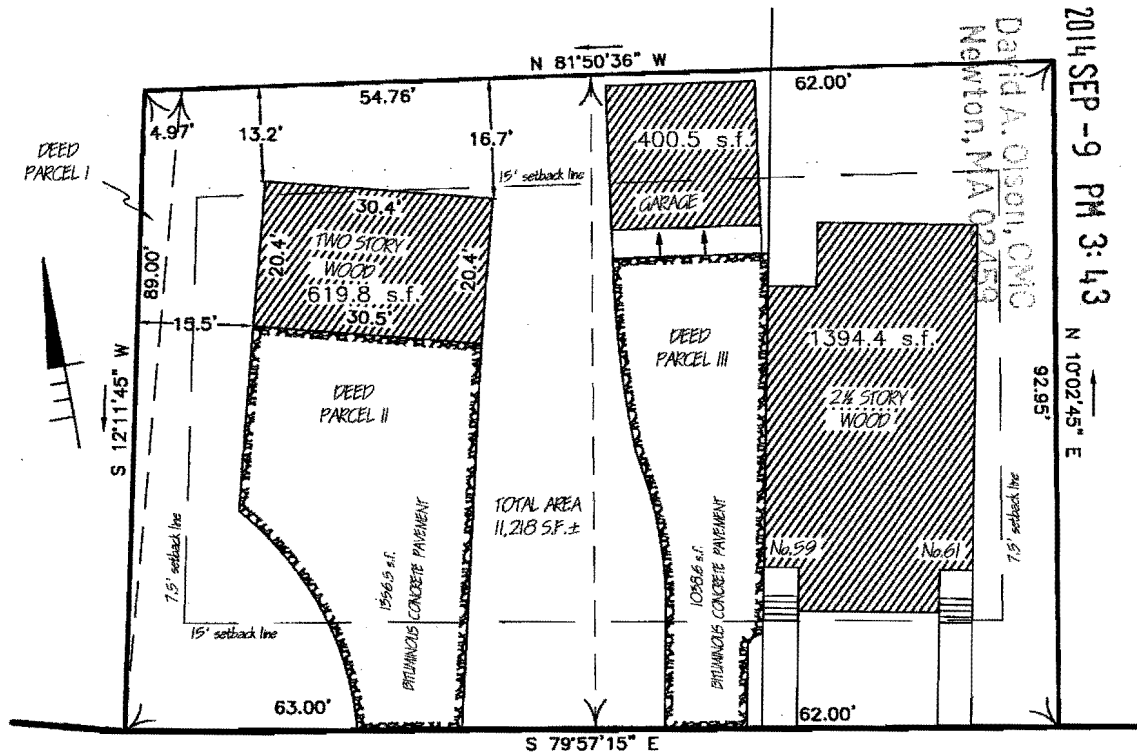 N 81°50'36" W
2014 SEP -9 PM 3:43
David A. Olson, CMC
Newton, MA 02459
54.76'
62.00'
4.97'
13.2'
16.7'
DEED
PARCEL I
400.5 s.f.
15' setback line
GARAGE
30.4'
TWO STORY
WOOD
619.8 s.f.
20.4'
20.4'
30.5'
89.00'
15.5'
S 12°11'45" W
DEED
PARCEL II
DEED
PARCEL III
1394.4 s.f.
2½ STORY
WOOD
92.95'
N 10°02'45" E
TOTAL AREA
11,218 S.F.±
7.5' setback line
1356.5 s.f.
BITUMINOUS CONCRETE PAVEMENT
1038.6 s.f.
BITUMINOUS CONCRETE PAVEMENT
No.59
No.61
7.5' setback line
15' setback line
63.00'
62.00'
S 79°57'15" E